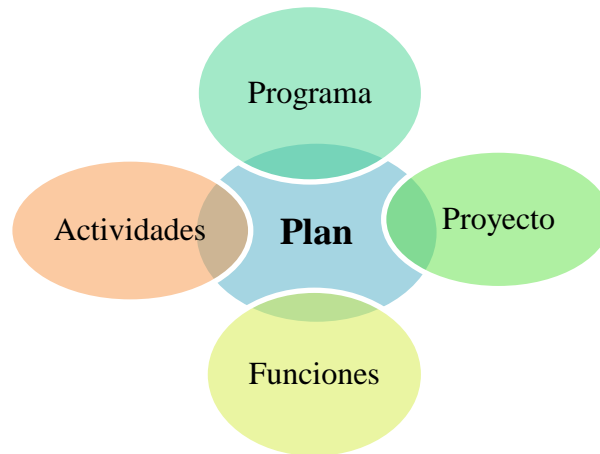 Programa
Actividades
Plan
Proyecto
Funciones